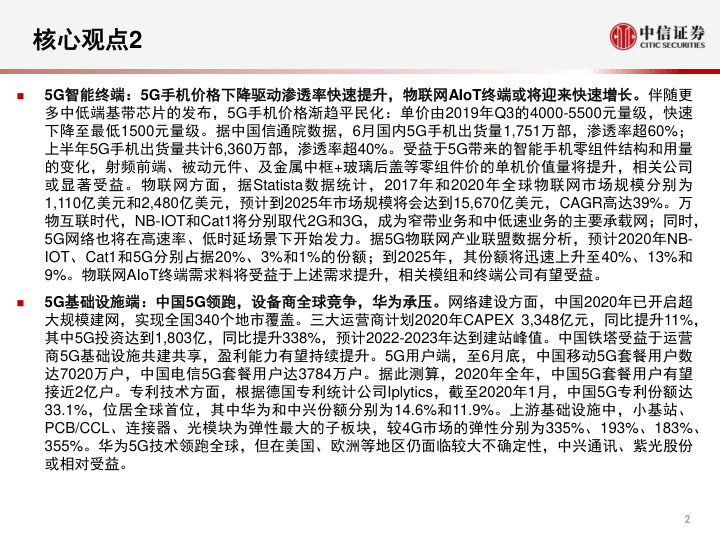 核心观点2
中信证券
CITIC SECURITIES
5G智能终端：5G手机价格下降驱动渗透率快速提升，物联网AIoT终端或将迎来快速增长。伴随更
多中低端基带芯片的发布，5G手机价格渐趋平民化：单价由2019年Q3的4000-5500元量级，快速
下降至最低1500元量级。据中国信通院数据，6月国内5G手机出货量1,751万部，渗透率超60%；
上半年5G手机出货量共计6,360万部，渗透率超40%。受益于5G带来的智能手机零组件结构和用量
的变化，射频前端、被动元件、及金属中框+玻璃后盖等零组件价的单机价值量将提升，相关公司
或显著受益。物联网方面，据Statista数据统计，2017年和2020年全球物联网市场规模分别为
1,110亿美元和2,480亿美元，预计到2025年市场规模将会达到15,670亿美元，CAGR高达39%。万
物互联时代，NB-IOT和Cat1将分别取代2G和3G，成为窄带业务和中低速业务的主要承载网；同时，
5G网络也将在高速率、低时延场景下开始发力。据5G物联网产业联盟数据分析，预计2020年NB-
IOT、Cat1和5G分别占据20%、3%和1%的份额；到2025年，其份额将迅速上升至40%、13%和
9%。物联网AIoT终端需求料将受益于上述需求提升，相关模组和终端公司有望受益。
5G基础设施端：中国5G领跑，设备商全球竞争，华为承压。网络建设方面，中国2020年已开启超
大规模建网，实现全国340个地市覆盖。三大运营商计划2020年CAPEX 3,348亿元，同比提升11%，
其中5G投资达到1,803亿，同比提升338%，预计2022-2023年达到建站峰值。中国铁塔受益于运营
商5G基础设施共建共享，盈利能力有望持续提升。5G用户端，至6月底，中国移动5G套餐用户数
达7020万户，中国电信5G套餐用户达3784万户。据此测算，2020年全年，中国5G套餐用户有望
接近2亿户。专利技术方面，根据德国专利统计公司Iplytics，截至2020年1月，中国5G专利份额达
33.1%，位居全球首位，其中华为和中兴份额分别为14.6%和11.9%。上游基础设施中，小基站、
PCB/CCL、连接器、光模块为弹性最大的子板块，较4G市场的弹性分别为335%、193%、183%、
355%。华为5G技术领跑全球，但在美国、欧洲等地区仍面临较大不确定性，中兴通讯、紫光股份
或相对受益。
2